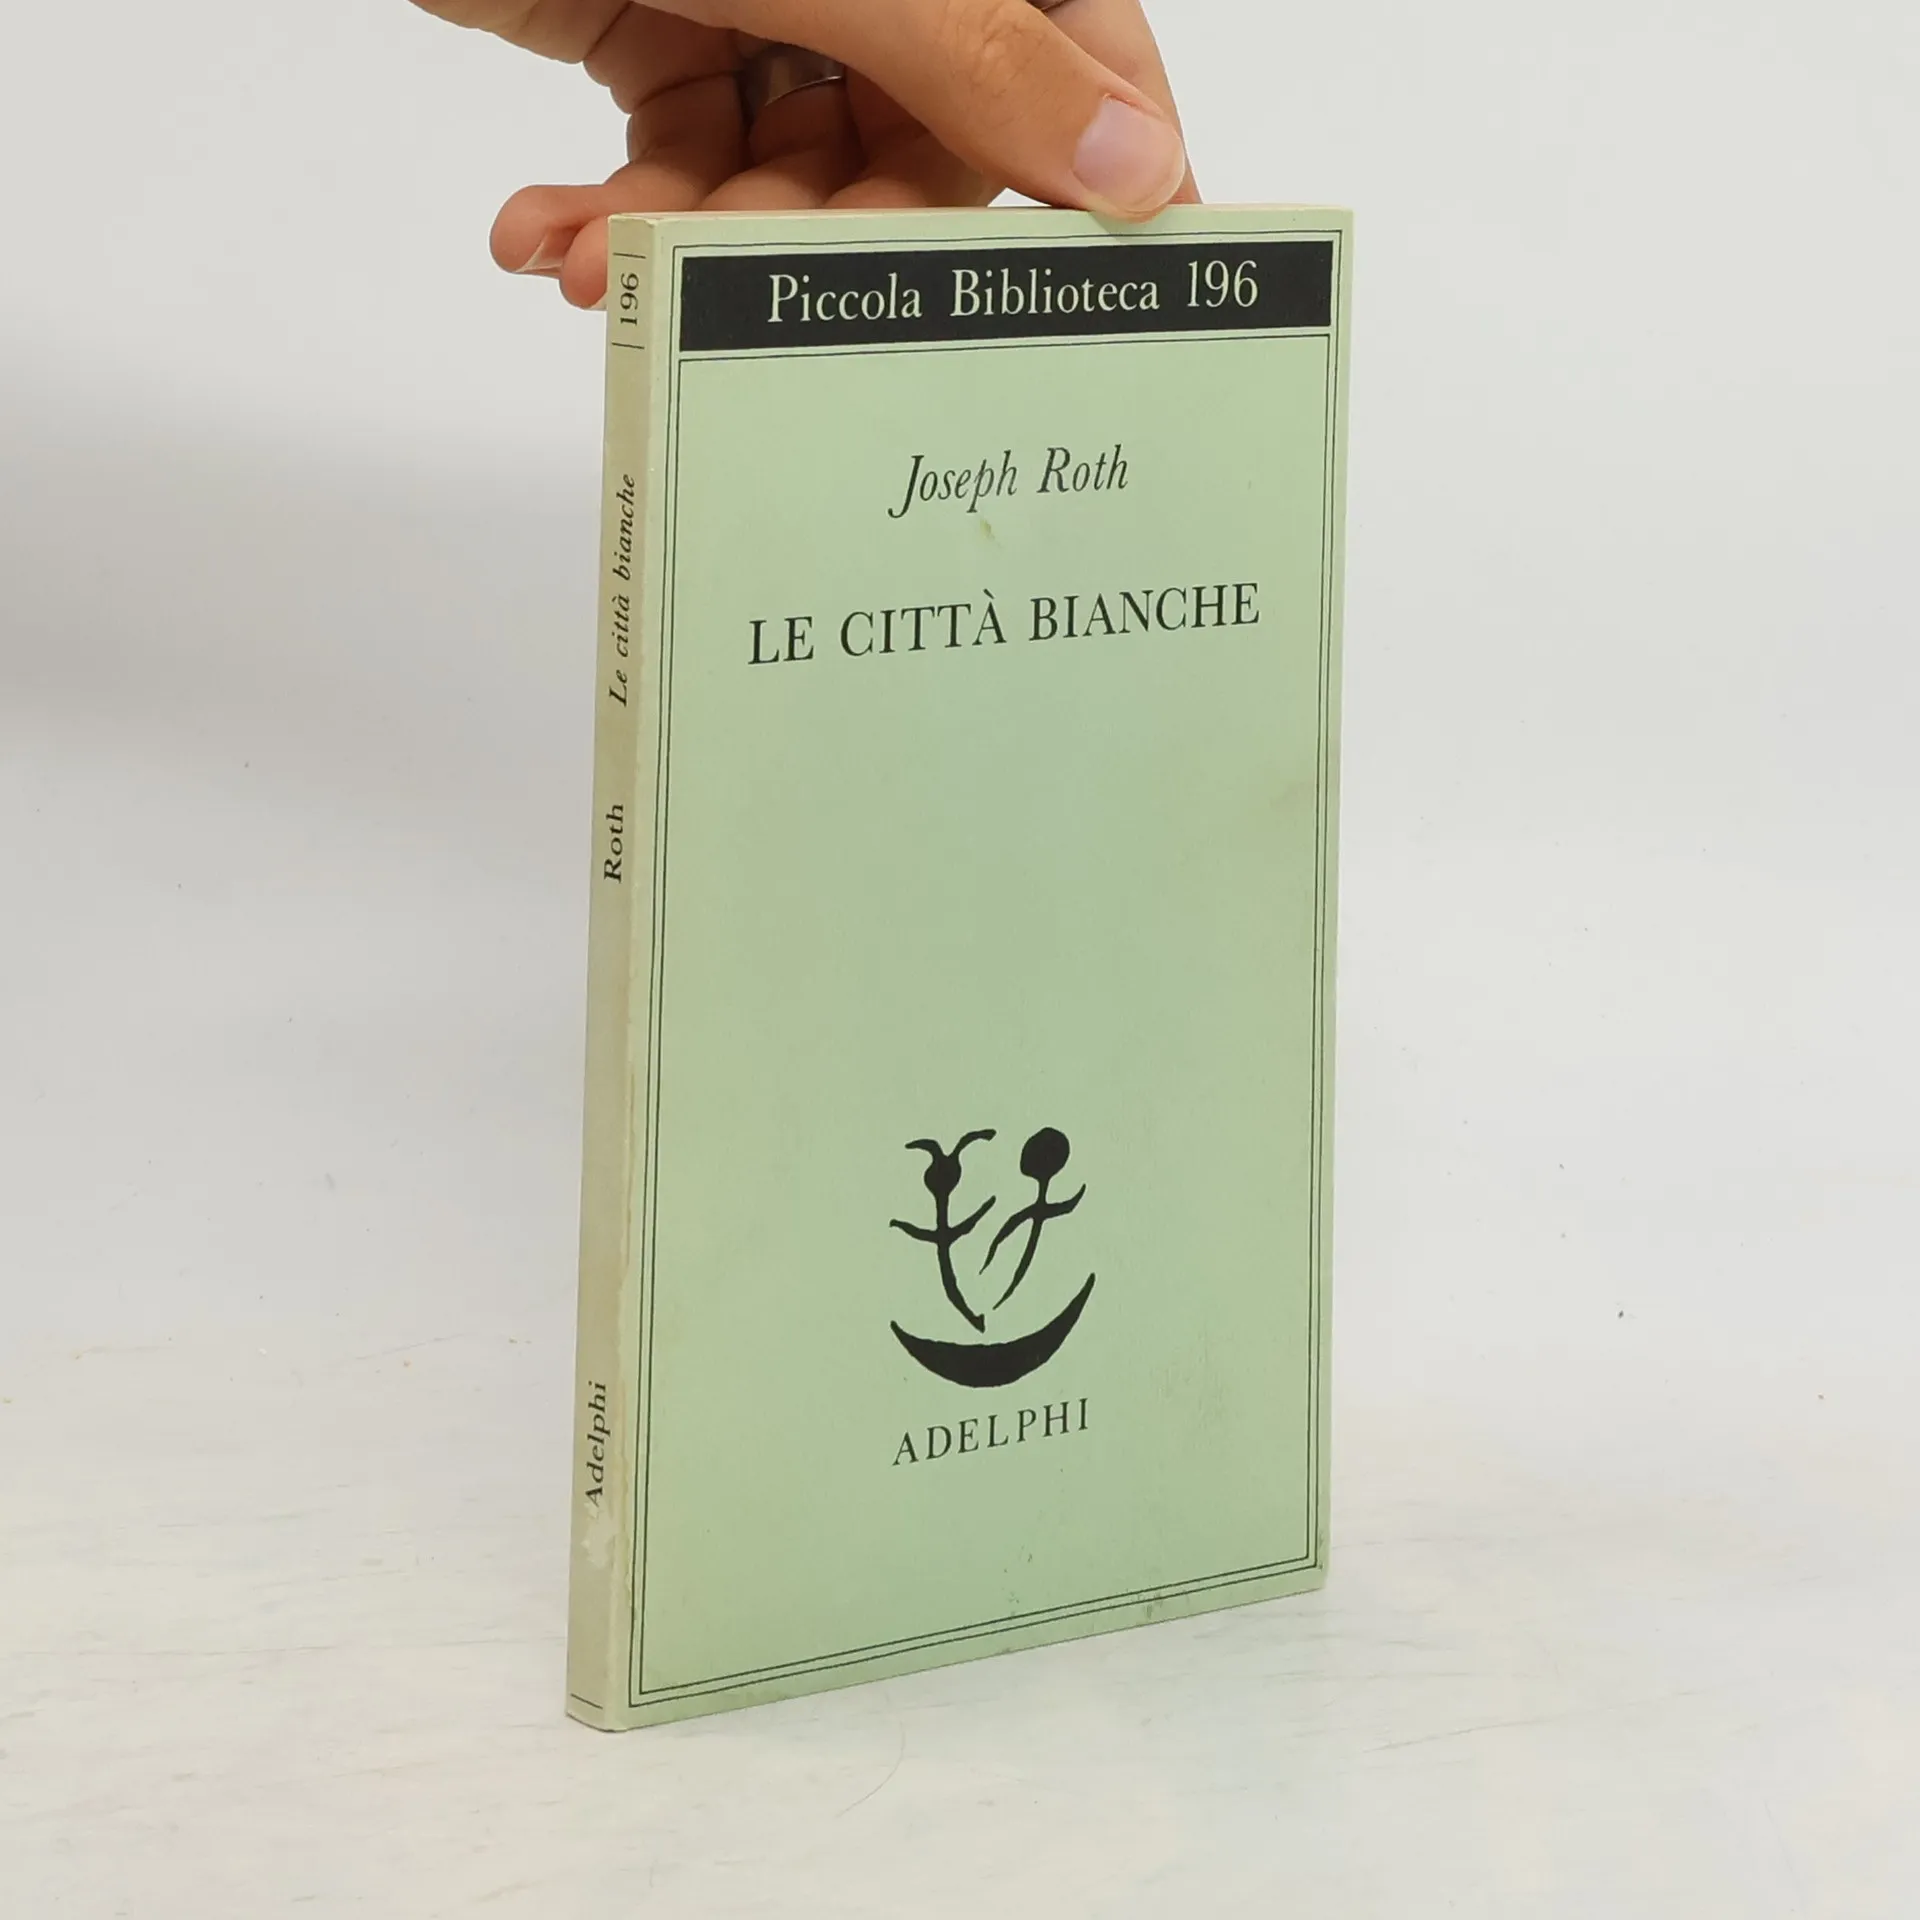 Piccola Biblioteca 196
Joseph Roth
LE CITTÀ BIANCHE
ADELPHI
Adelphi Roth Le città bianche 196